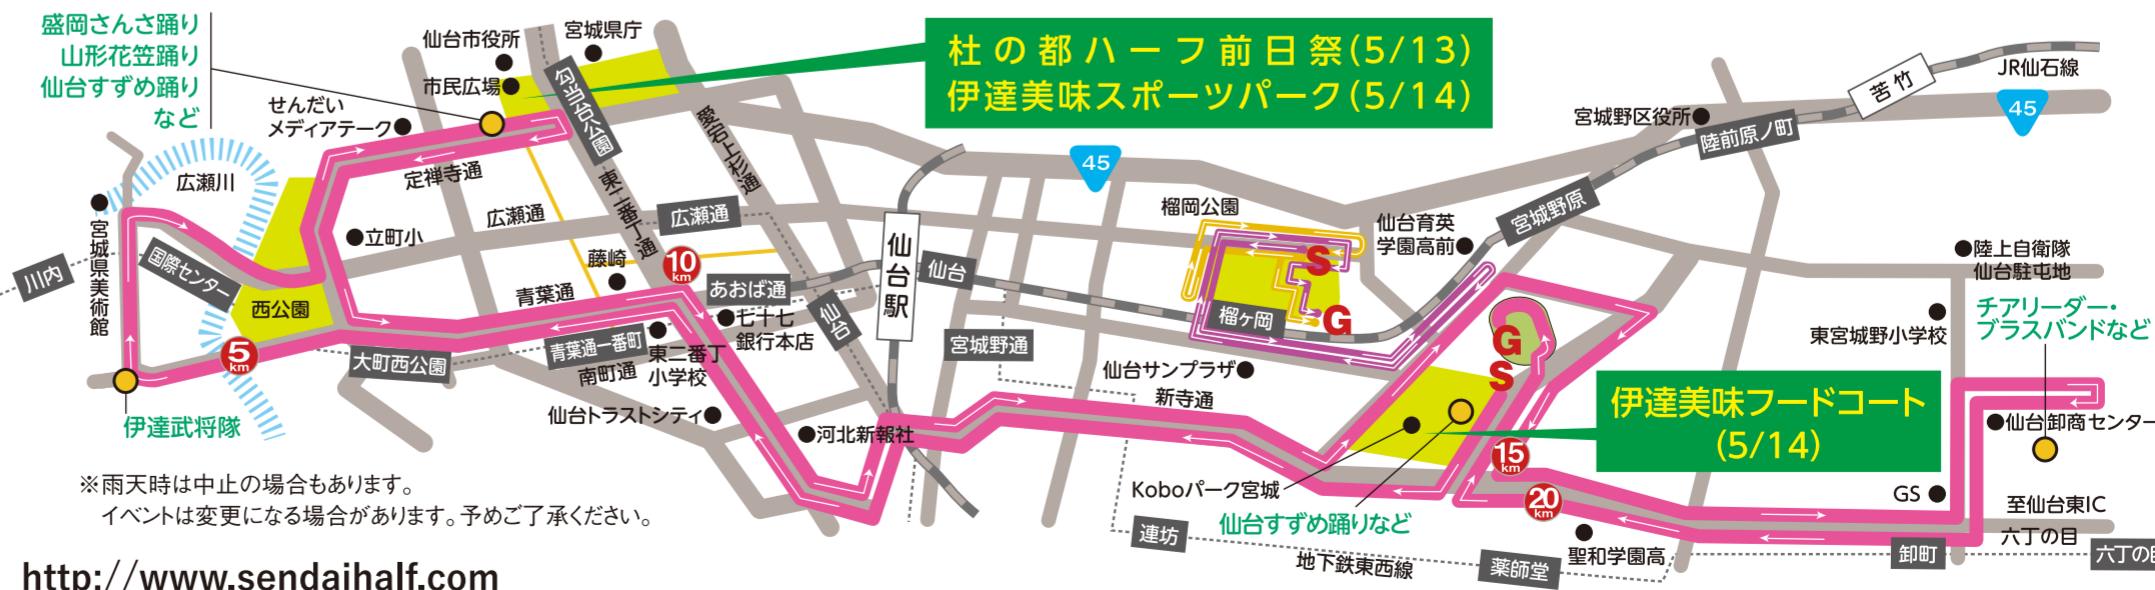 盛岡さんさ踊り
山形花笠踊り
仙台すずめ踊り
など
仙台市役所
宮城県庁
市民広場
せんだい
メディアテーク
勾当台公園
杜の都ハーフ前日祭(5/13)
伊達美味スポーツパーク(5/14)
JR仙石線
苦竹
45
宮城野区役所
陸前原ノ町
愛宕上杉通
45
定禅寺通
広瀬川
東二番丁通
広瀬通
広瀬通
榴岡公園
仙台育英
学園高前
宮城野原
宮城県美術館
立町小
国際センター
川内
藤崎
10
km
仙台駅
仙台
S
陸上自衛隊
仙台駐屯地
西公園
青葉通
あおば通
仙台
榴ヶ岡
G
チアリーダー・
ブラスバンドなど
七十七
銀行本店
東宮城野小学校
5
km
大町西公園
青葉通一番町
南町通
東二番丁
小学校
宮城野通
G
S
仙台サンプラザ
新寺通
伊達武将隊
仙台トラストシティ
河北新報社
伊達美味フードコート
(5/14)
仙台卸商センター
15
km
Koboパーク宮城
仙台すずめ踊りなど
20
km
GS
至仙台東IC
六丁の目
連坊
地下鉄東西線
薬師堂
聖和学園高
卸町
六丁の目
※雨天時は中止の場合もあります。
イベントは変更になる場合があります。予めご了承ください。
http://www.sendaihalf.com